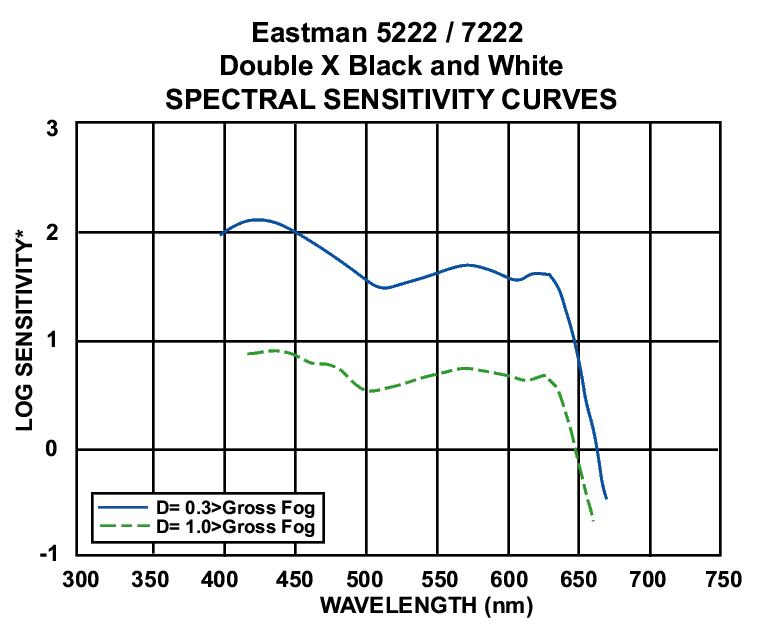 Eastman 5222 / 7222
Double X Black and White
SPECTRAL SENSITIVITY CURVES
3
2
1
0
-1
LOG SENSITIVITY*
D= 0.3>Gross Fog
D= 1.0>Gross Fog
300 350 400 450 500 550 600 650 700 750
WAVELENGTH (nm)